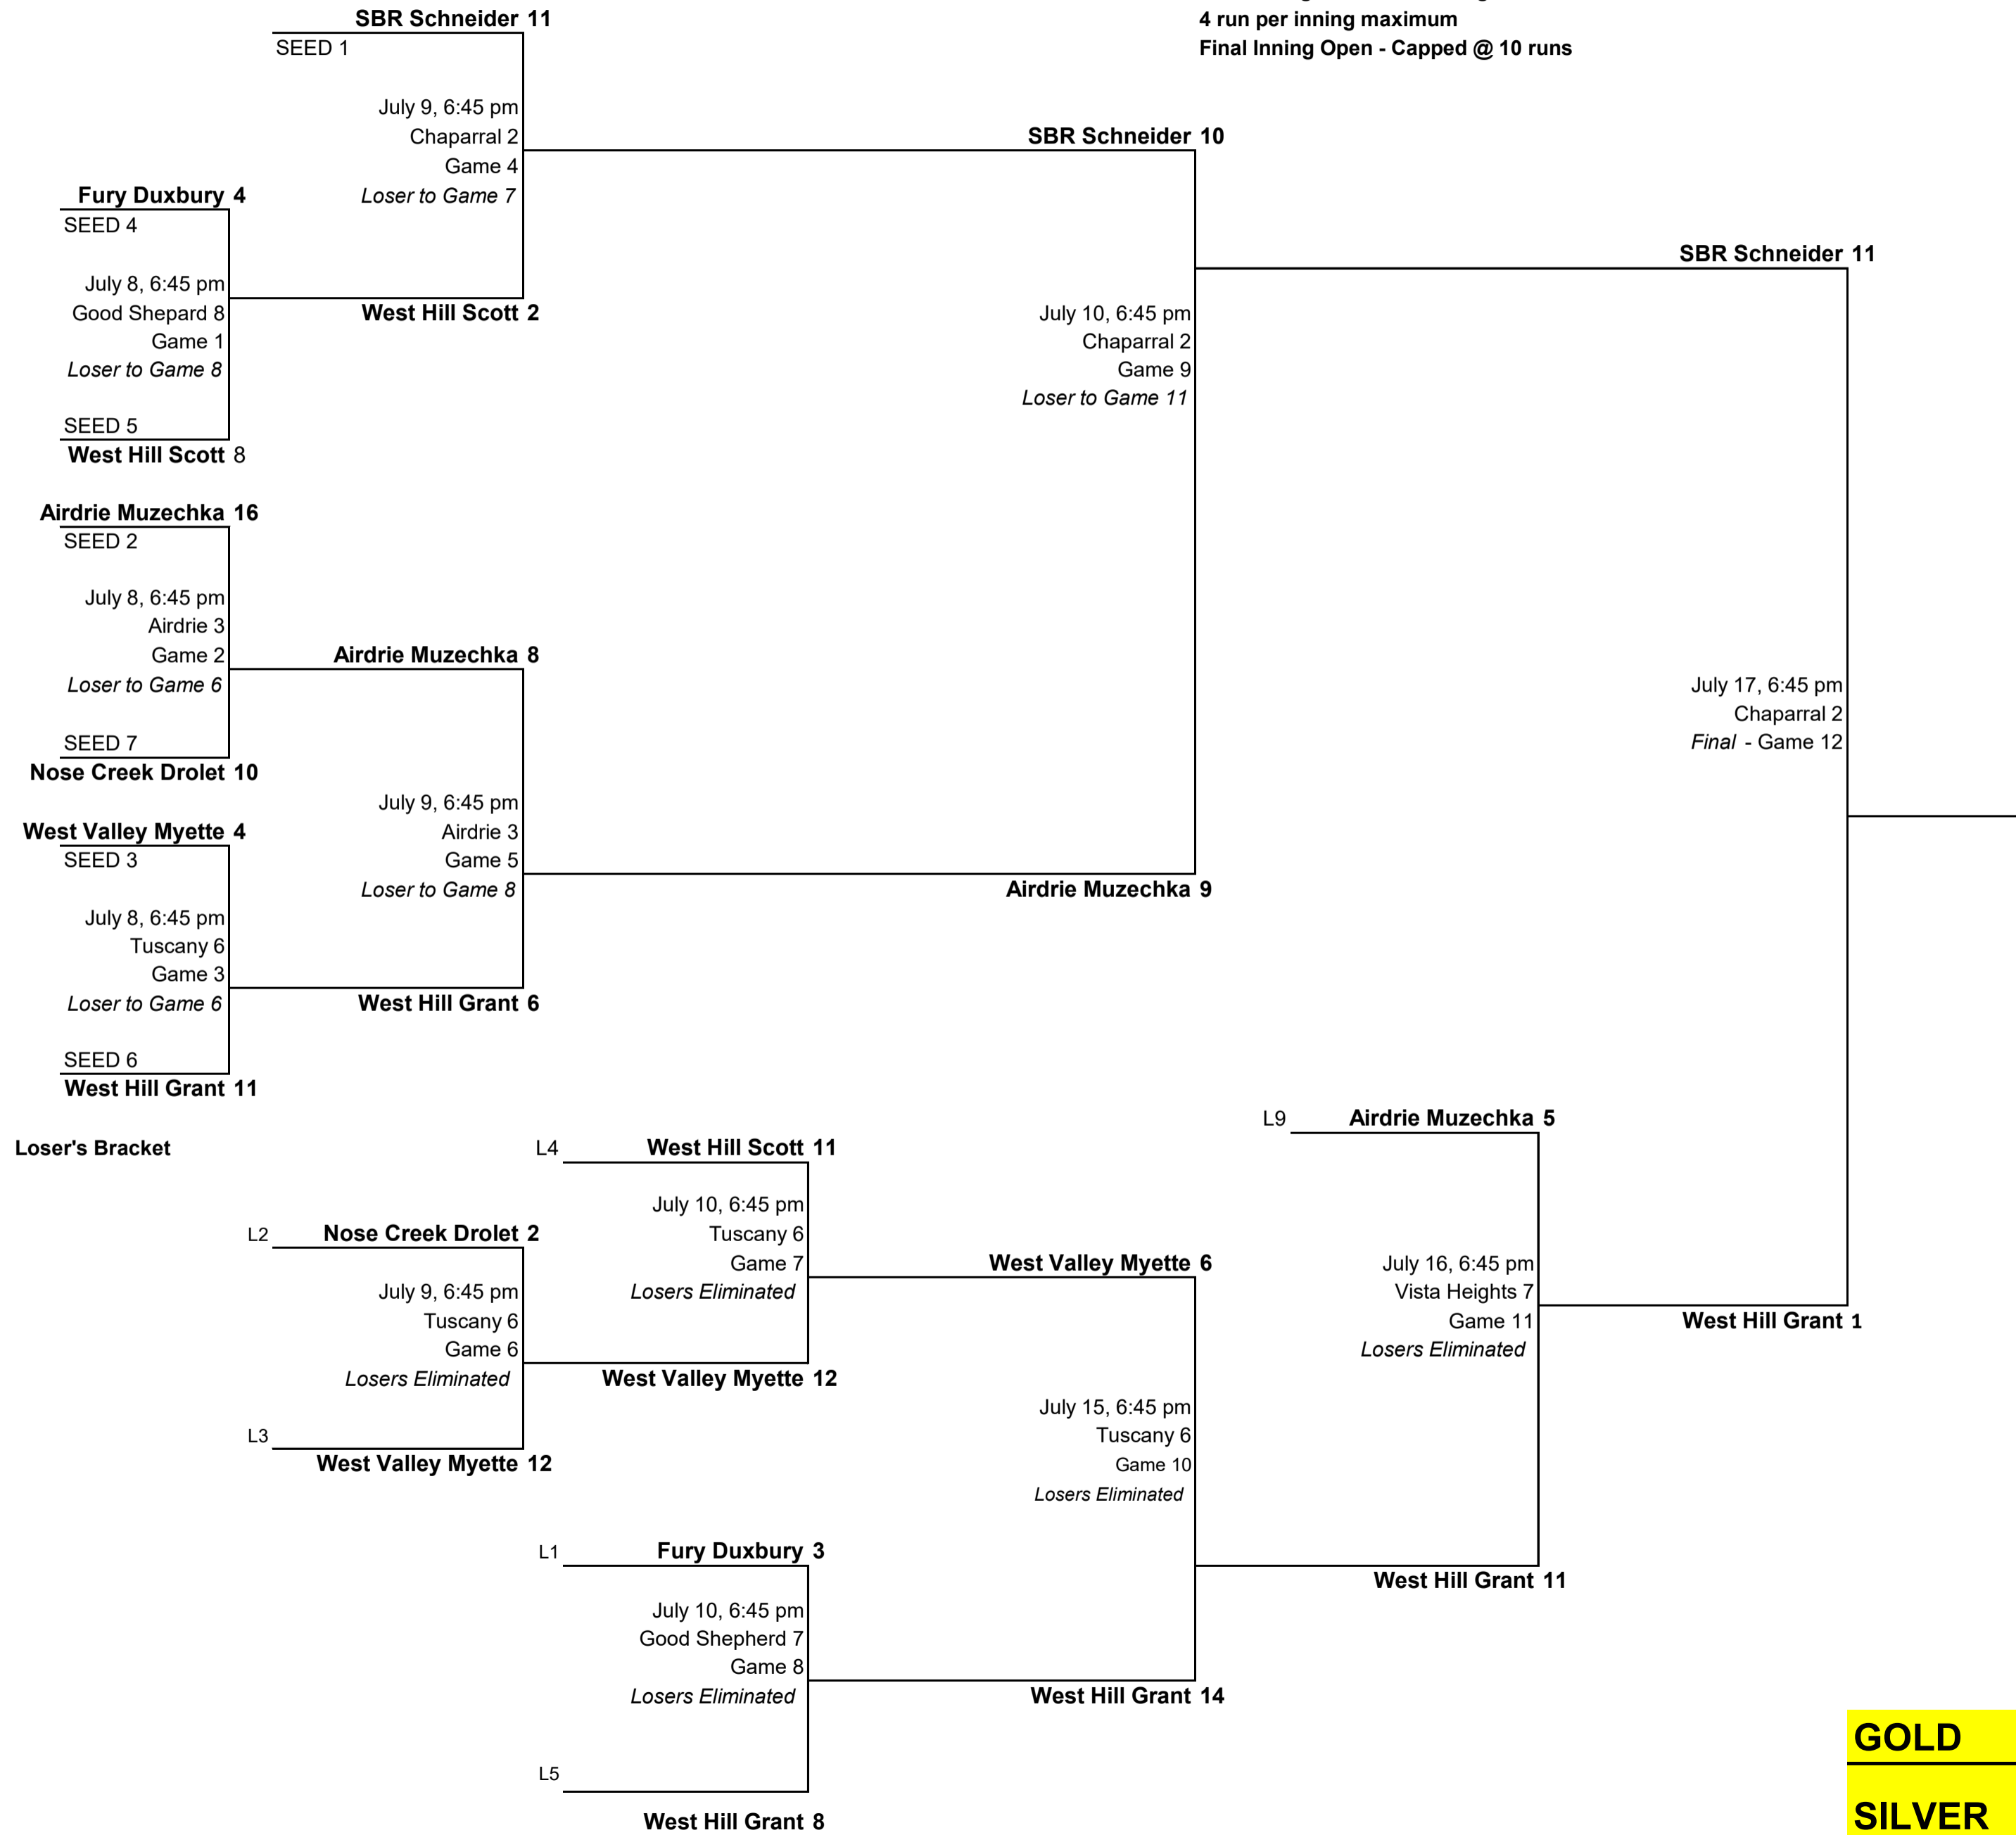 SBR Schneider 11
SEED 1
4 run per inning maximum
Final Inning Open - Capped @ 10 runs
July 9, 6:45 pm
Chaparral 2
Game 4
Loser to Game 7
SBR Schneider 10
Fury Duxbury 4
SEED 4
July 8, 6:45 pm
Good Shepard 8
Game 1
Loser to Game 8
SEED 5
West Hill Scott 8
West Hill Scott 2
July 10, 6:45 pm
Chaparral 2
Game 9
Loser to Game 11
SBR Schneider 11
Airdrie Muzechka 16
SEED 2
July 8, 6:45 pm
Airdrie 3
Game 2
Loser to Game 6
SEED 7
Nose Creek Drolet 10
Airdrie Muzechka 8
July 17, 6:45 pm
Chaparral 2
Final - Game 12
West Valley Myette 4
SEED 3
July 8, 6:45 pm
Tuscany 6
Game 3
Loser to Game 6
SEED 6
West Hill Grant 11
July 9, 6:45 pm
Airdrie 3
Game 5
Loser to Game 8
Airdrie Muzechka 9
West Hill Grant 6
Loser's Bracket
L4
West Hill Scott 11
L9
Airdrie Muzechka 5
L2
Nose Creek Drolet 2
July 9, 6:45 pm
Tuscany 6
Game 6
Losers Eliminated
L3
West Valley Myette 12
July 10, 6:45 pm
Tuscany 6
Game 7
Losers Eliminated
West Valley Myette 12
West Valley Myette 6
July 16, 6:45 pm
Vista Heights 7
Game 11
Losers Eliminated
West Hill Grant 1
July 15, 6:45 pm
Tuscany 6
Game 10
Losers Eliminated
L1
Fury Duxbury 3
July 10, 6:45 pm
Good Shepherd 7
Game 8
Losers Eliminated
L5
West Hill Grant 8
West Hill Grant 11
West Hill Grant 14
GOLD
SILVER